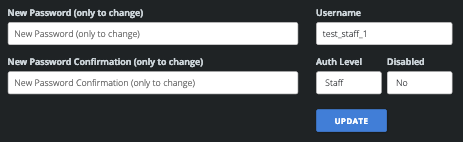 New Password (only to change)
New Password (only to change)
New Password Confirmation (only to change)
New Password Confirmation (only to change)
Username
test_staff_1
Auth Level
Staff
Disabled
No
UPDATE